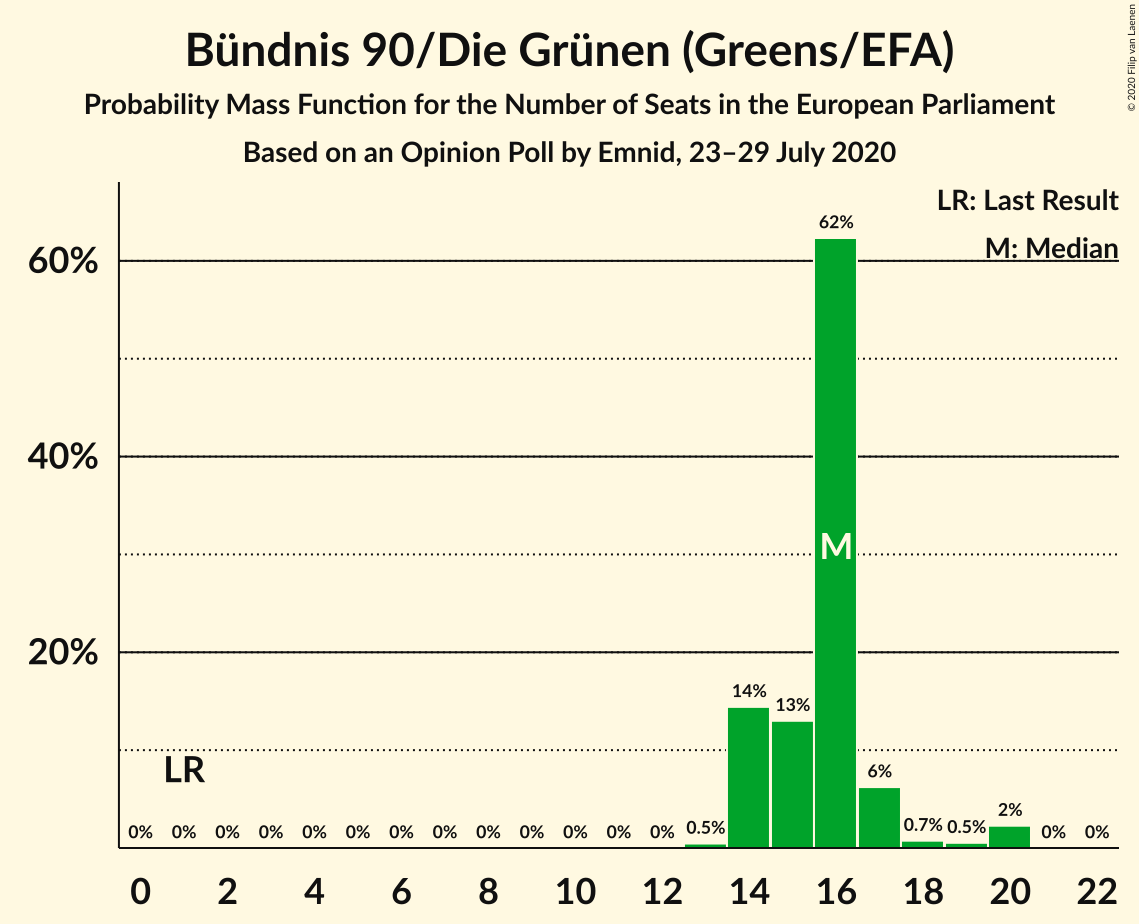 Bündnis 90/Die Grünen (Greens/EFA)
Probability Mass Function for the Number of Seats in the European Parliament
Based on an Opinion Poll by Emnid, 23–29 July 2020
© 2020 Filip van Laenen
LR: Last Result
M: Median
60%
40%
20%
62%
M
14%
13%
6%
LR
0% 0% 0% 0% 0% 0% 0% 0% 0% 0% 0% 0% 0% 0.5% 0.7% 0.5% 2% 0% 0%
0 2 4 6 8 10 12 14 16 18 20 22